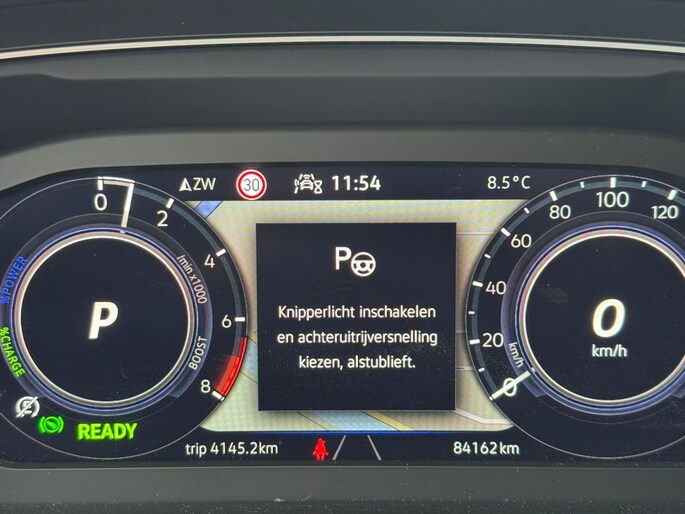 ZW 30 11:54 8.5°C
0 2 4 6 8
1/min x1000
%POWER
%CHARGE
BOOST
P
READY
P
Knipperlicht inschakelen
en achteruitrijversnelling
kiezen, alstublieft.
0 20 40 60 80 100 120
km/h
0
km/h
trip 4145.2km 84162km